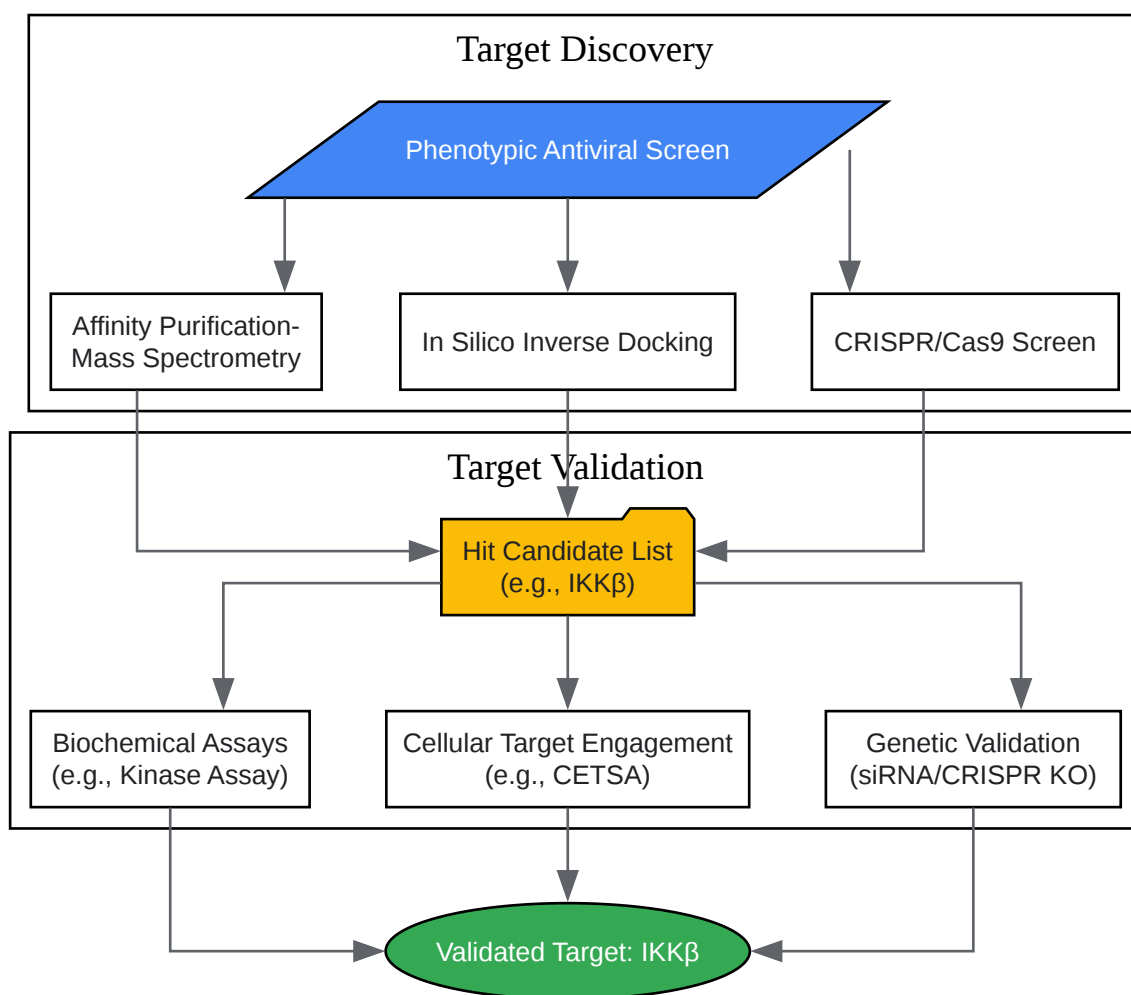 Target Discovery
Phenotypic Antiviral Screen
Affinity Purification-
Mass Spectrometry
In Silico Inverse Docking
CRISPR/Cas9 Screen
Target Validation
Hit Candidate List
(e.g., IKKβ)
Biochemical Assays
(e.g., Kinase Assay)
Cellular Target Engagement
(e.g., CETSA)
Genetic Validation
(siRNA/CRISPR KO)
Validated Target: IKKβ